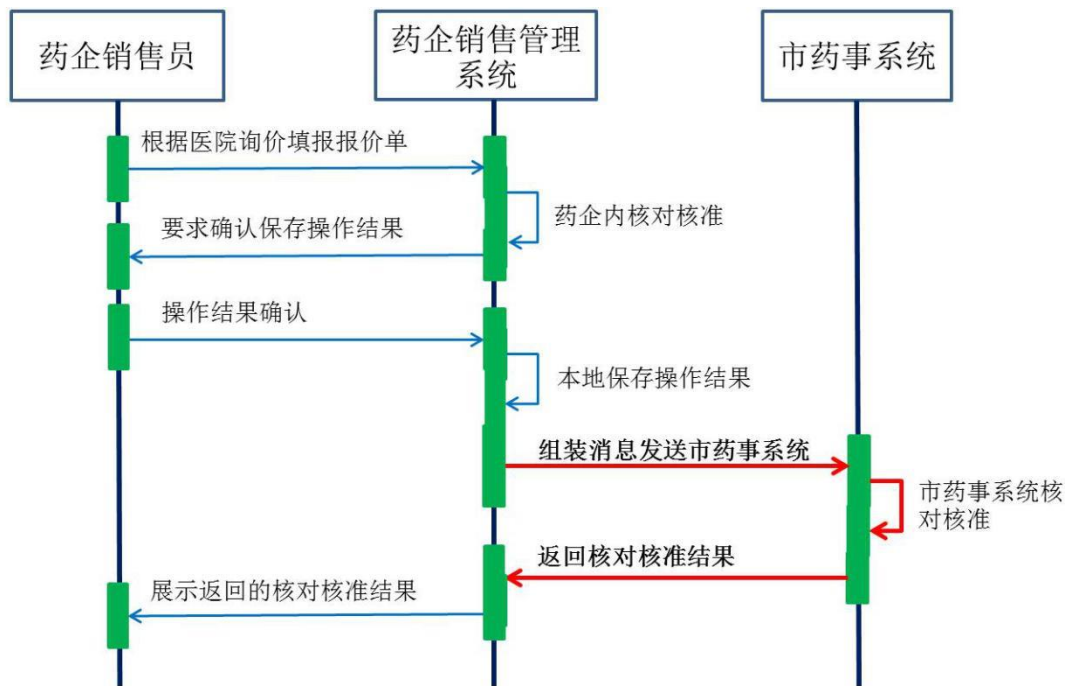 药企销售员
药企销售管理
系统
市药事系统
根据医院询价填报报价单
药企内核对核准
要求确认保存操作结果
操作结果确认
本地保存操作结果
组装消息发送市药事系统
市药事系统核
对核准
返回核对核准结果
展示返回的核对核准结果